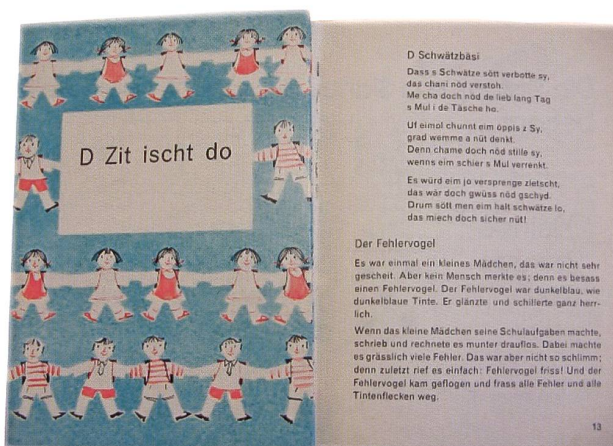 D Zit ischt do
D Schwätzbäsi
Dass s Schwätze sött verbotte sy,
das chani nöd verstoh.
Me cha doch nöd de lieb lang Tag
s Mul i de Täsche ho.
Uf eimol chunnt eim öppis z Sy,
grad wemme a nüt denkt.
Denn chame doch nöd stille sy,
wenns eim schier s Mul verrenkt.
Es würd eim jo versprenge zletscht,
das wär doch gwüss nöd gschyd.
Drum sött men eim halt schwätze lo,
das miech doch sicher nüt!
Der Fehlervogel
Es war einmal ein kleines Mädchen, das war nicht sehr
gescheit. Aber kein Mensch merkte es; denn es besass
einen Fehlervogel. Der Fehlervogel war dunkelblau, wie
dunkelblaue Tinte. Er glänzte und schillerte ganz herr-
lich.
Wenn das kleine Mädchen seine Schulaufgaben machte,
schrieb und rechnete es munter drauflos. Dabei machte
es grässlich viele Fehler. Das war aber nicht so schlimm;
denn zuletzt rief es einfach: Fehlervogel friss! Und der
Fehlervogel kam geflogen und frass alle Fehler und alle
Tintenflecken weg.
13